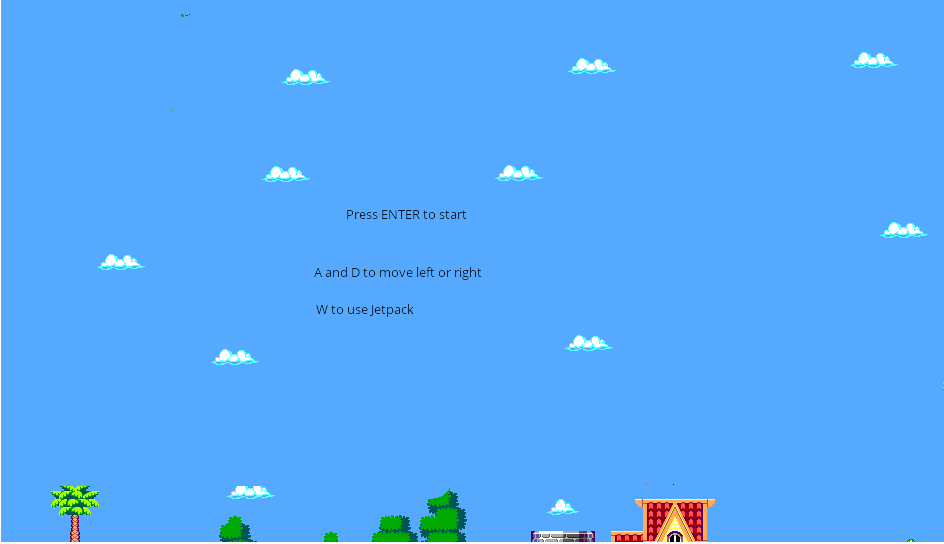 Press ENTER to start
A and D to move left or right
W to use Jetpack